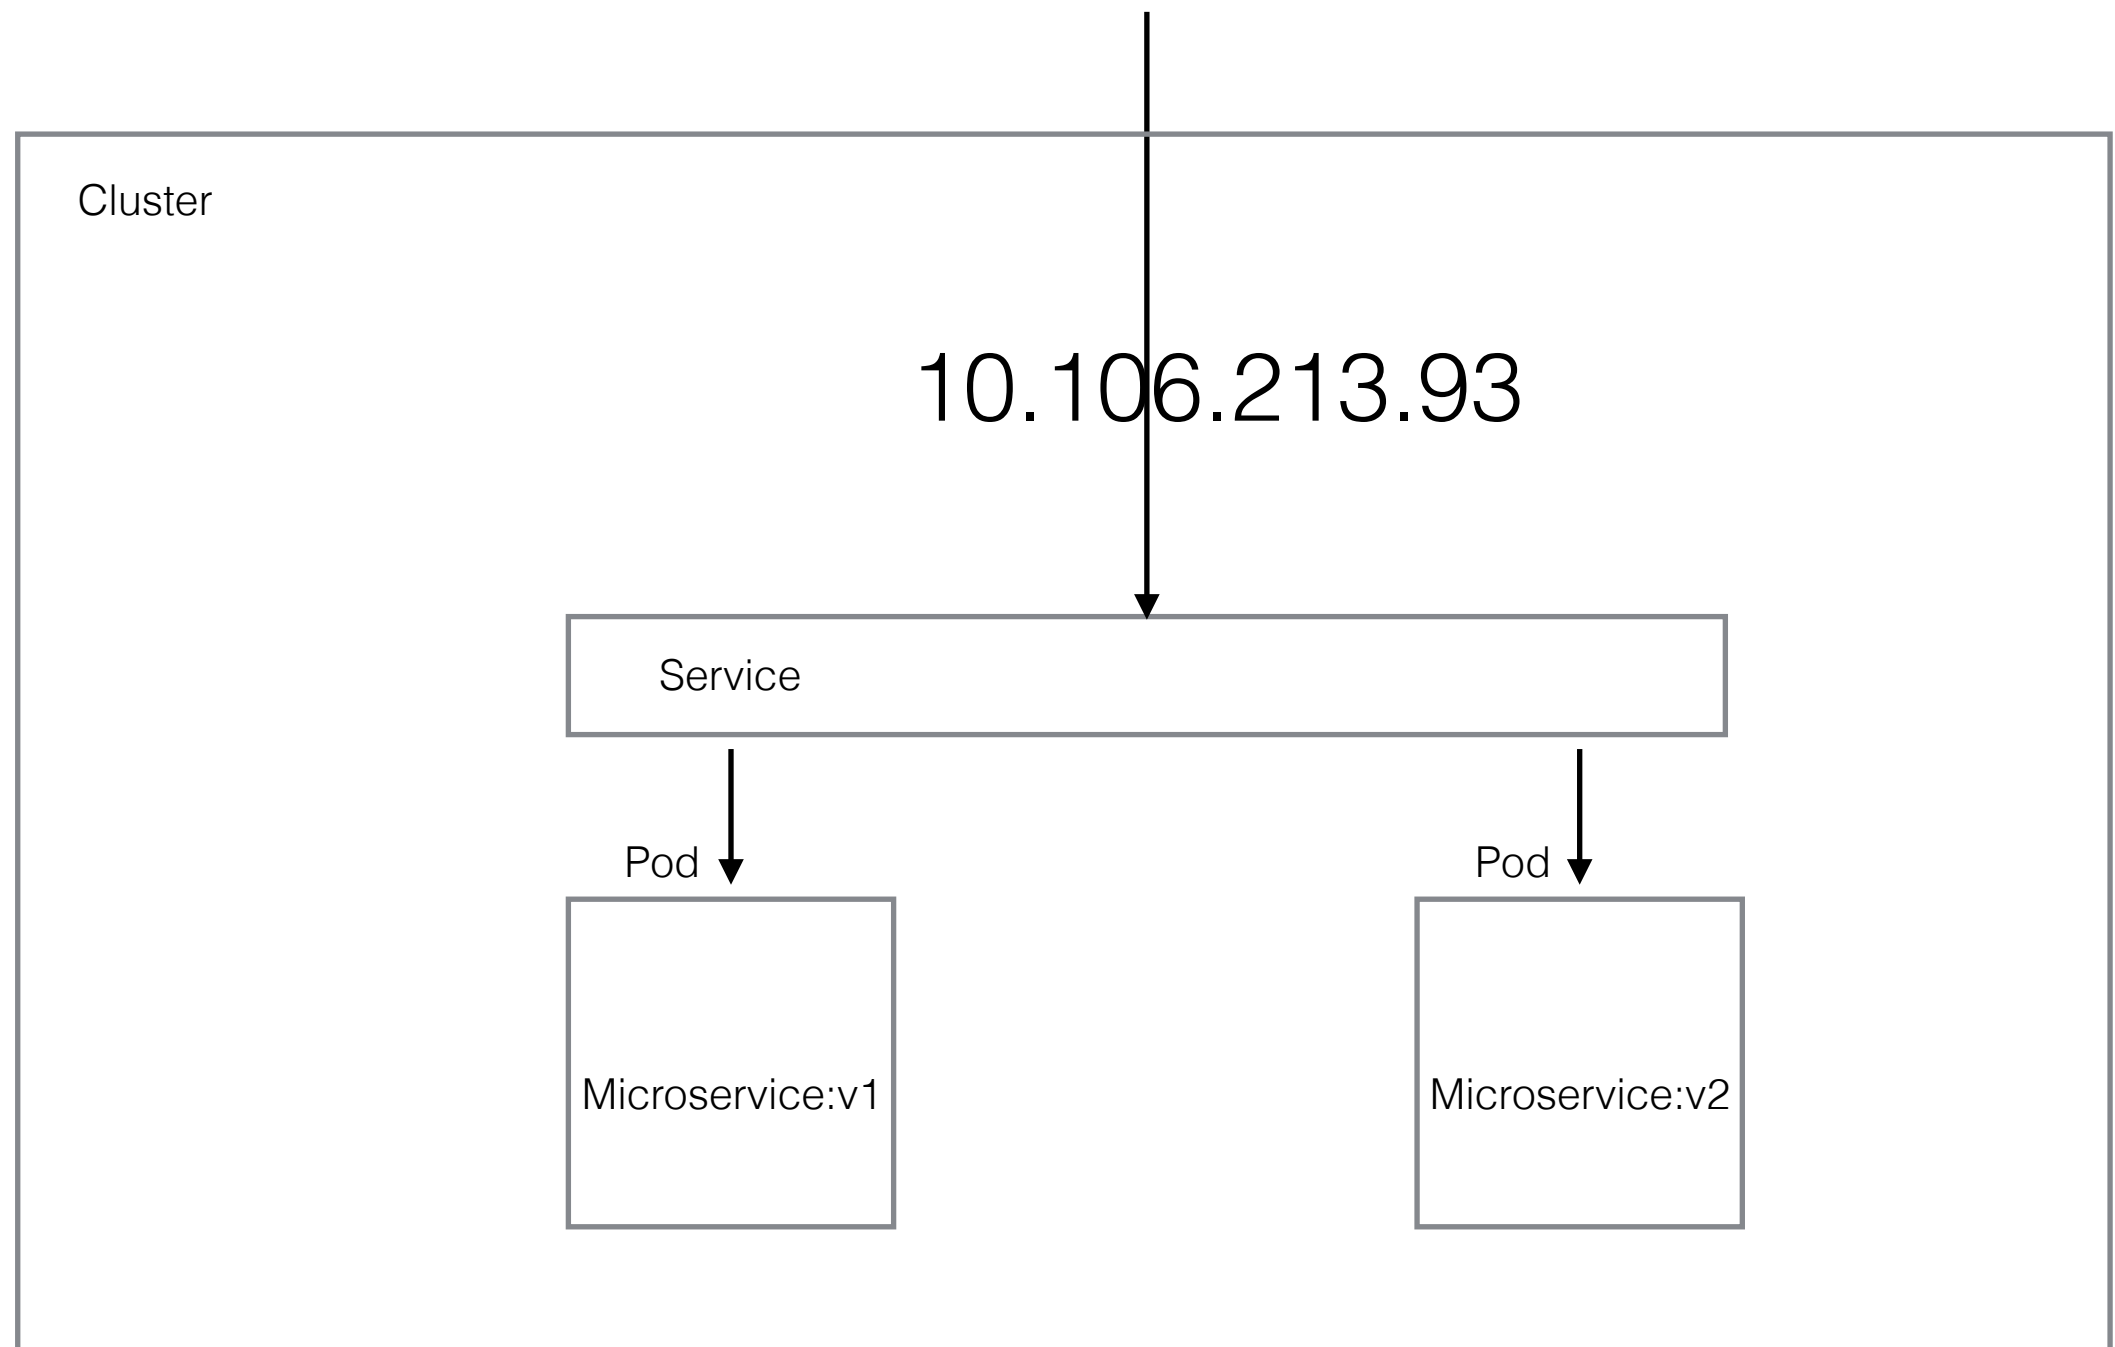 Cluster
10.106.213.93
Service
Pod
Pod
Microservice:v1
Microservice:v2